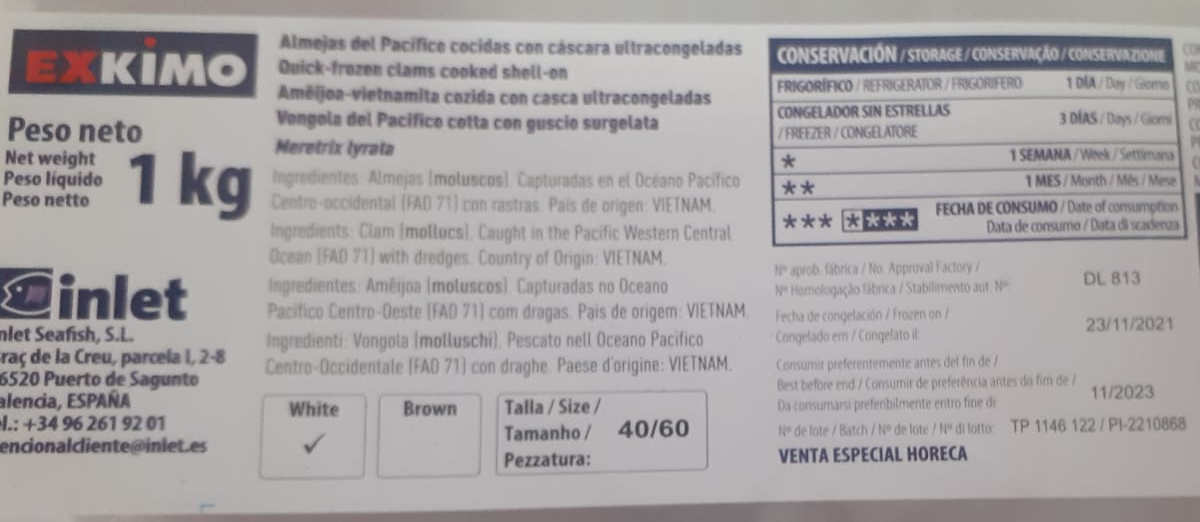 EXKIMO
Peso neto
Net weight
Peso líquido
Peso netto
1 kg
inlet
nlet Seafish, S.L.
raç de la Creu, parcela I, 2-8
6520 Puerto de Sagunto
alencia, ESPAÑA
el.: +34 96 261 92 01
encionalcliente@inlet.es
Almejas del Pacífico cocidas con cáscara ultracongeladas
Quick-frozen clams cooked shell-on
Amêijoa-vietnamita cozida con casca ultracongeladas
Vongola del Pacifico cotta con guscio surgelata
Meretrix lyrata
Ingredientes: Almejas (moluscos). Capturadas en el Océano Pacífico
Centro-occidental (FAO 71) con rastras. País de origen: VIETNAM.
Ingredients: Clam (mollucs). Caught in the Pacific Western Central
Ocean (FAO 71) with dredges. Country of Origin: VIETNAM.
Ingredientes: Amêijoa (moluscos). Capturadas no Oceano
Pacífico Centro-Oeste (FAO 71) com dragas. Pais de origem: VIETNAM.
Ingredienti: Vongola (molluschi). Pescato nell Oceano Pacifico
Centro-Occidentale (FAO 71) con draghe. Paese d'origine: VIETNAM.
White
✓
Brown
Talla / Size /
Tamanho /
Pezzatura:
40/60
CONSERVACIÓN / STORAGE / CONSERVAÇÃO / CONSERVAZIONE
FRIGORÍFICO / REFRIGERATOR / FRIGORIFERO 1 DÍA / Day / Giorno
CONGELADOR SIN ESTRELLAS
/ FREEZER / CONGELATORE 3 DÍAS / Days / Giorni
* 1 SEMANA / Week / Settimana
** 1 MES / Month / Mês / Mese
*** **** FECHA DE CONSUMO / Date of consumption
Data de consumo / Data di scadenza
Nº aprob. fábrica / No. Approval Factory /
Nº Homologação fábrica / Stabilimento aut. Nº: DL 813
Fecha de congelación / Frozen on /
Congelado em / Congelato il: 23/11/2021
Consumir preferentemente antes del fin de /
Best before end / Consumir de preferência antes do fim de /
Da consumarsi preferibilmente entro fine di: 11/2023
Nº de lote / Batch / Nº de lote / Nº di lotto: TP 1146 122 / PI-2210868
VENTA ESPECIAL HORECA